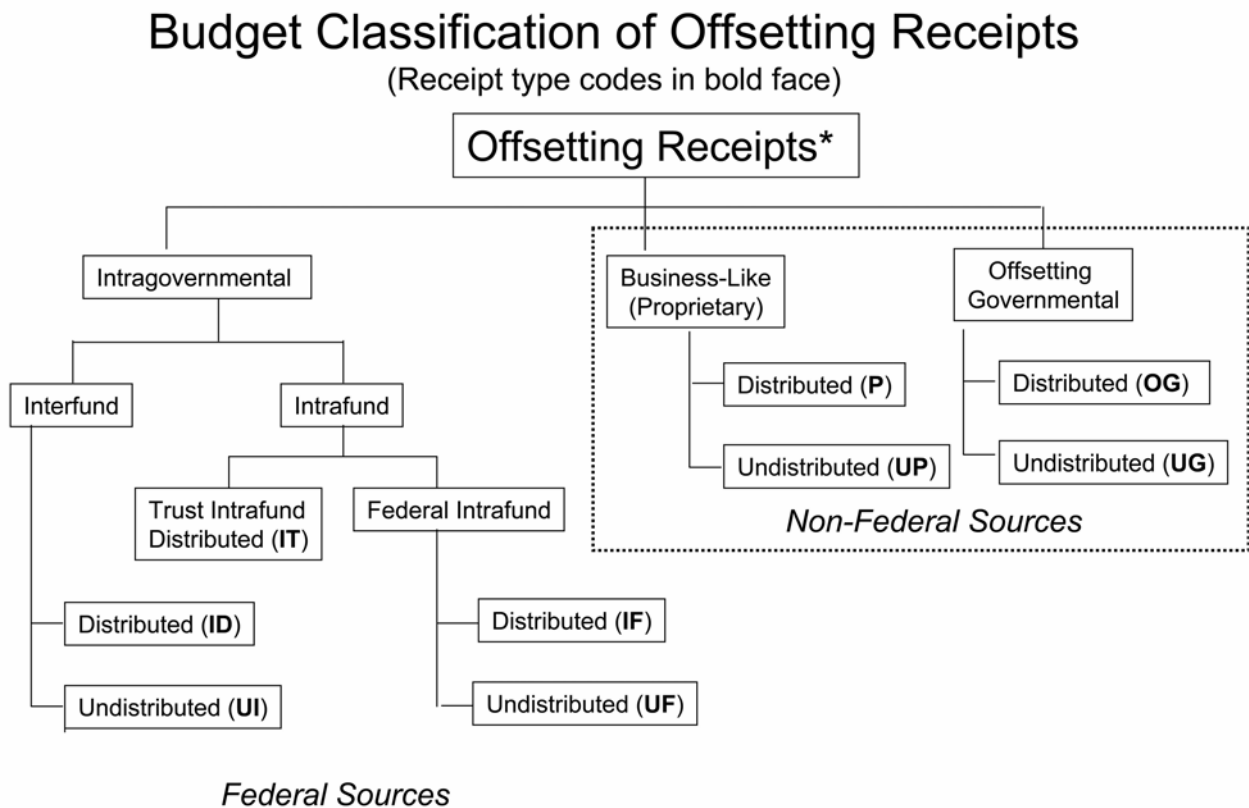 Budget Classification of Offsetting Receipts
(Receipt type codes in bold face)
Offsetting Receipts*
Intragovernmental
Business-Like
(Proprietary)
Offsetting
Governmental
Interfund
Intrafund
Distributed (P)
Distributed (OG)
Undistributed (UP)
Undistributed (UG)
Trust Intrafund
Distributed (IT)
Federal Intrafund
Non-Federal Sources
Distributed (ID)
Distributed (IF)
Undistributed (UI)
Undistributed (UF)
Federal Sources